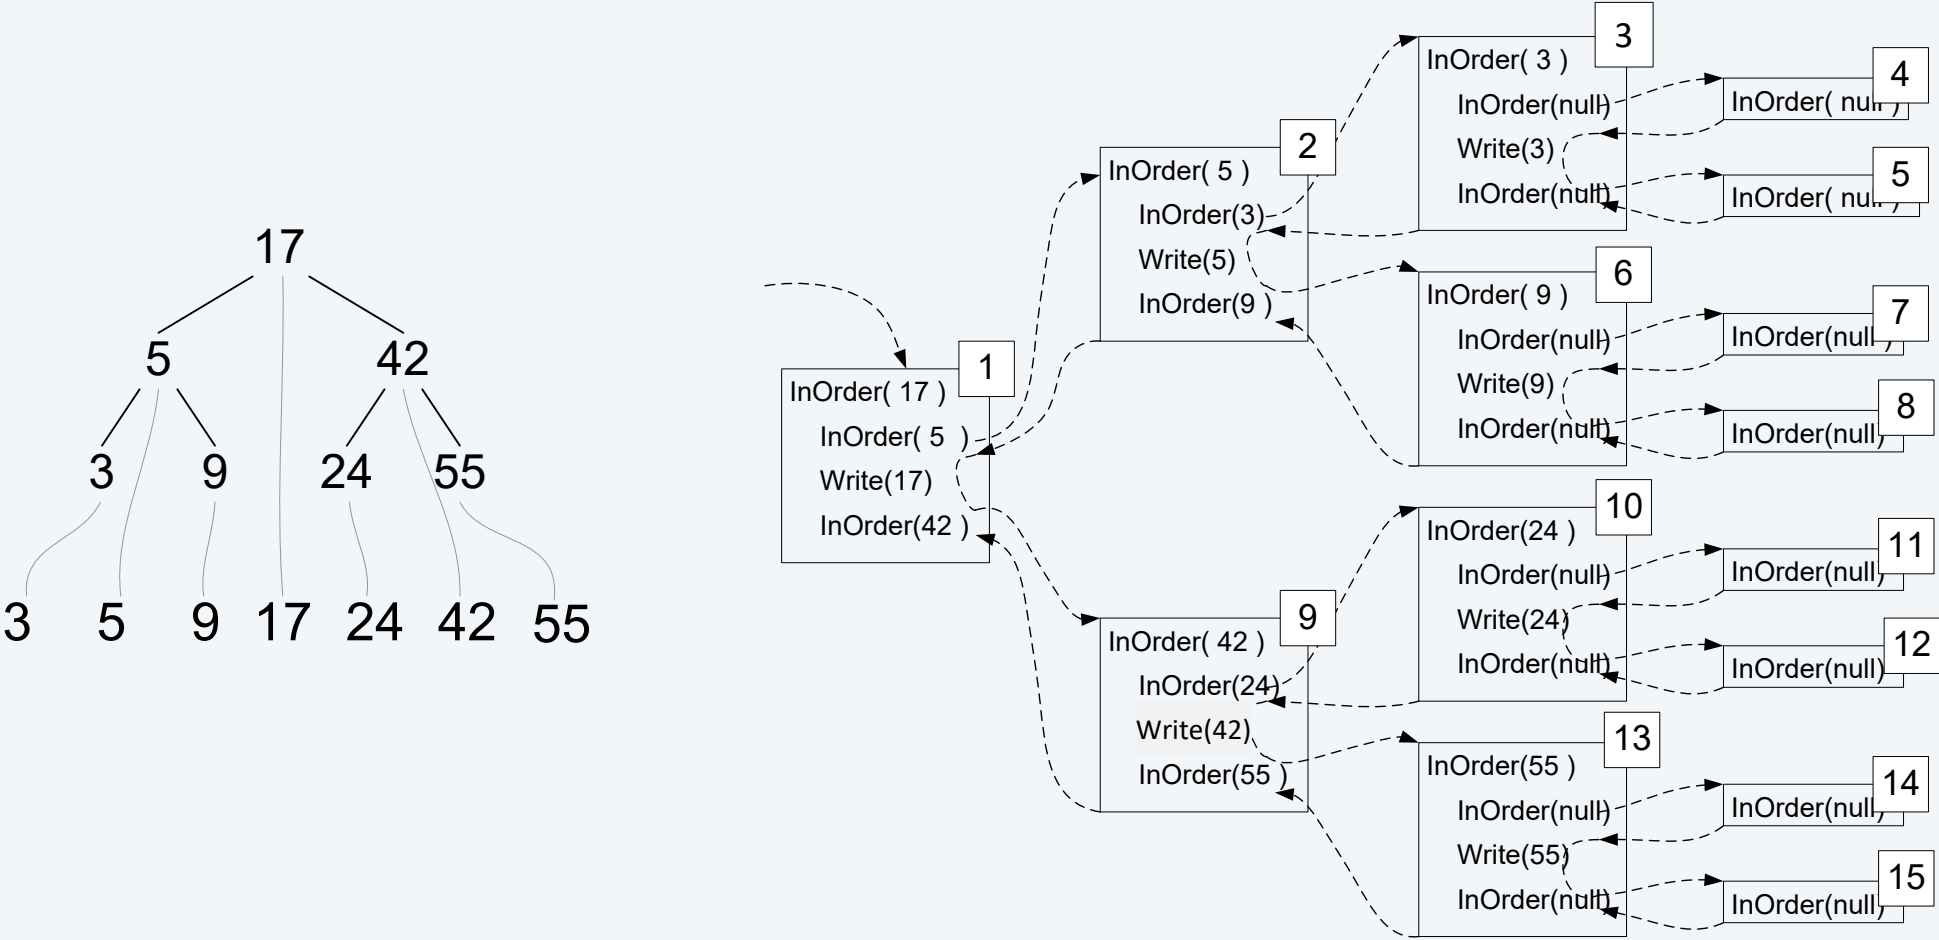 17
5 42
3 9 24 55
3 5 9 17 24 42 55
1
InOrder( 17 )
InOrder( 5 )
Write(17)
InOrder(42 )
2
InOrder( 5 )
InOrder(3)
Write(5)
InOrder(9 )
3
InOrder( 3 )
InOrder(null)
Write(3)
InOrder(null)
4
InOrder( null )
5
InOrder( null )
6
InOrder( 9 )
InOrder(null)
Write(9)
InOrder(null)
7
InOrder(null )
8
InOrder(null)
9
InOrder( 42 )
InOrder(24)
Write(42)
InOrder(55 )
10
InOrder(24 )
InOrder(null)
Write(24)
InOrder(null)
11
InOrder(null)
12
InOrder(null)
13
InOrder(55 )
InOrder(null)
Write(55)
InOrder(null)
14
InOrder(null)
15
InOrder(null)